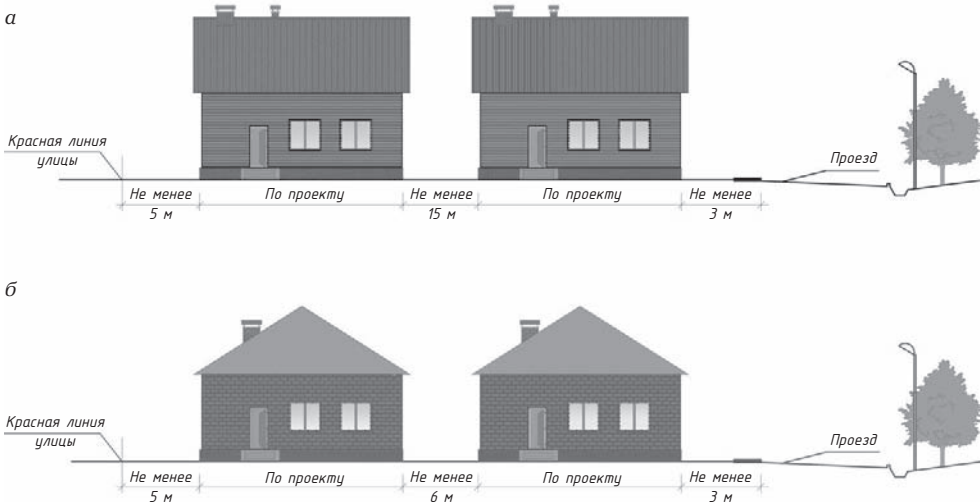 а
Красная линия
улицы
Проезд
Не менее
5 м
По проекту
Не менее
15 м
По проекту
Не менее
3 м
б
Красная линия
улицы
Проезд
Не менее
5 м
По проекту
Не менее
6 м
По проекту
Не менее
3 м